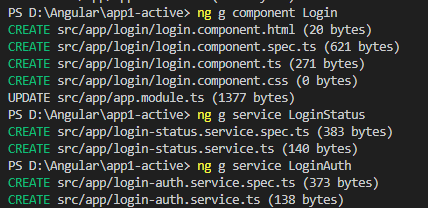 PS D:\Angular\app1-active> ng g component Login
CREATE src/app/login/login.component.html (20 bytes)
CREATE src/app/login/login.component.spec.ts (621 bytes)
CREATE src/app/login/login.component.ts (271 bytes)
CREATE src/app/login/login.component.css (0 bytes)
UPDATE src/app/app.module.ts (1377 bytes)
PS D:\Angular\app1-active> ng g service LoginStatus
CREATE src/app/login-status.service.spec.ts (383 bytes)
CREATE src/app/login-status.service.ts (140 bytes)
PS D:\Angular\app1-active> ng g service LoginAuth
CREATE src/app/login-auth.service.spec.ts (373 bytes)
CREATE src/app/login-auth.service.ts (138 bytes)